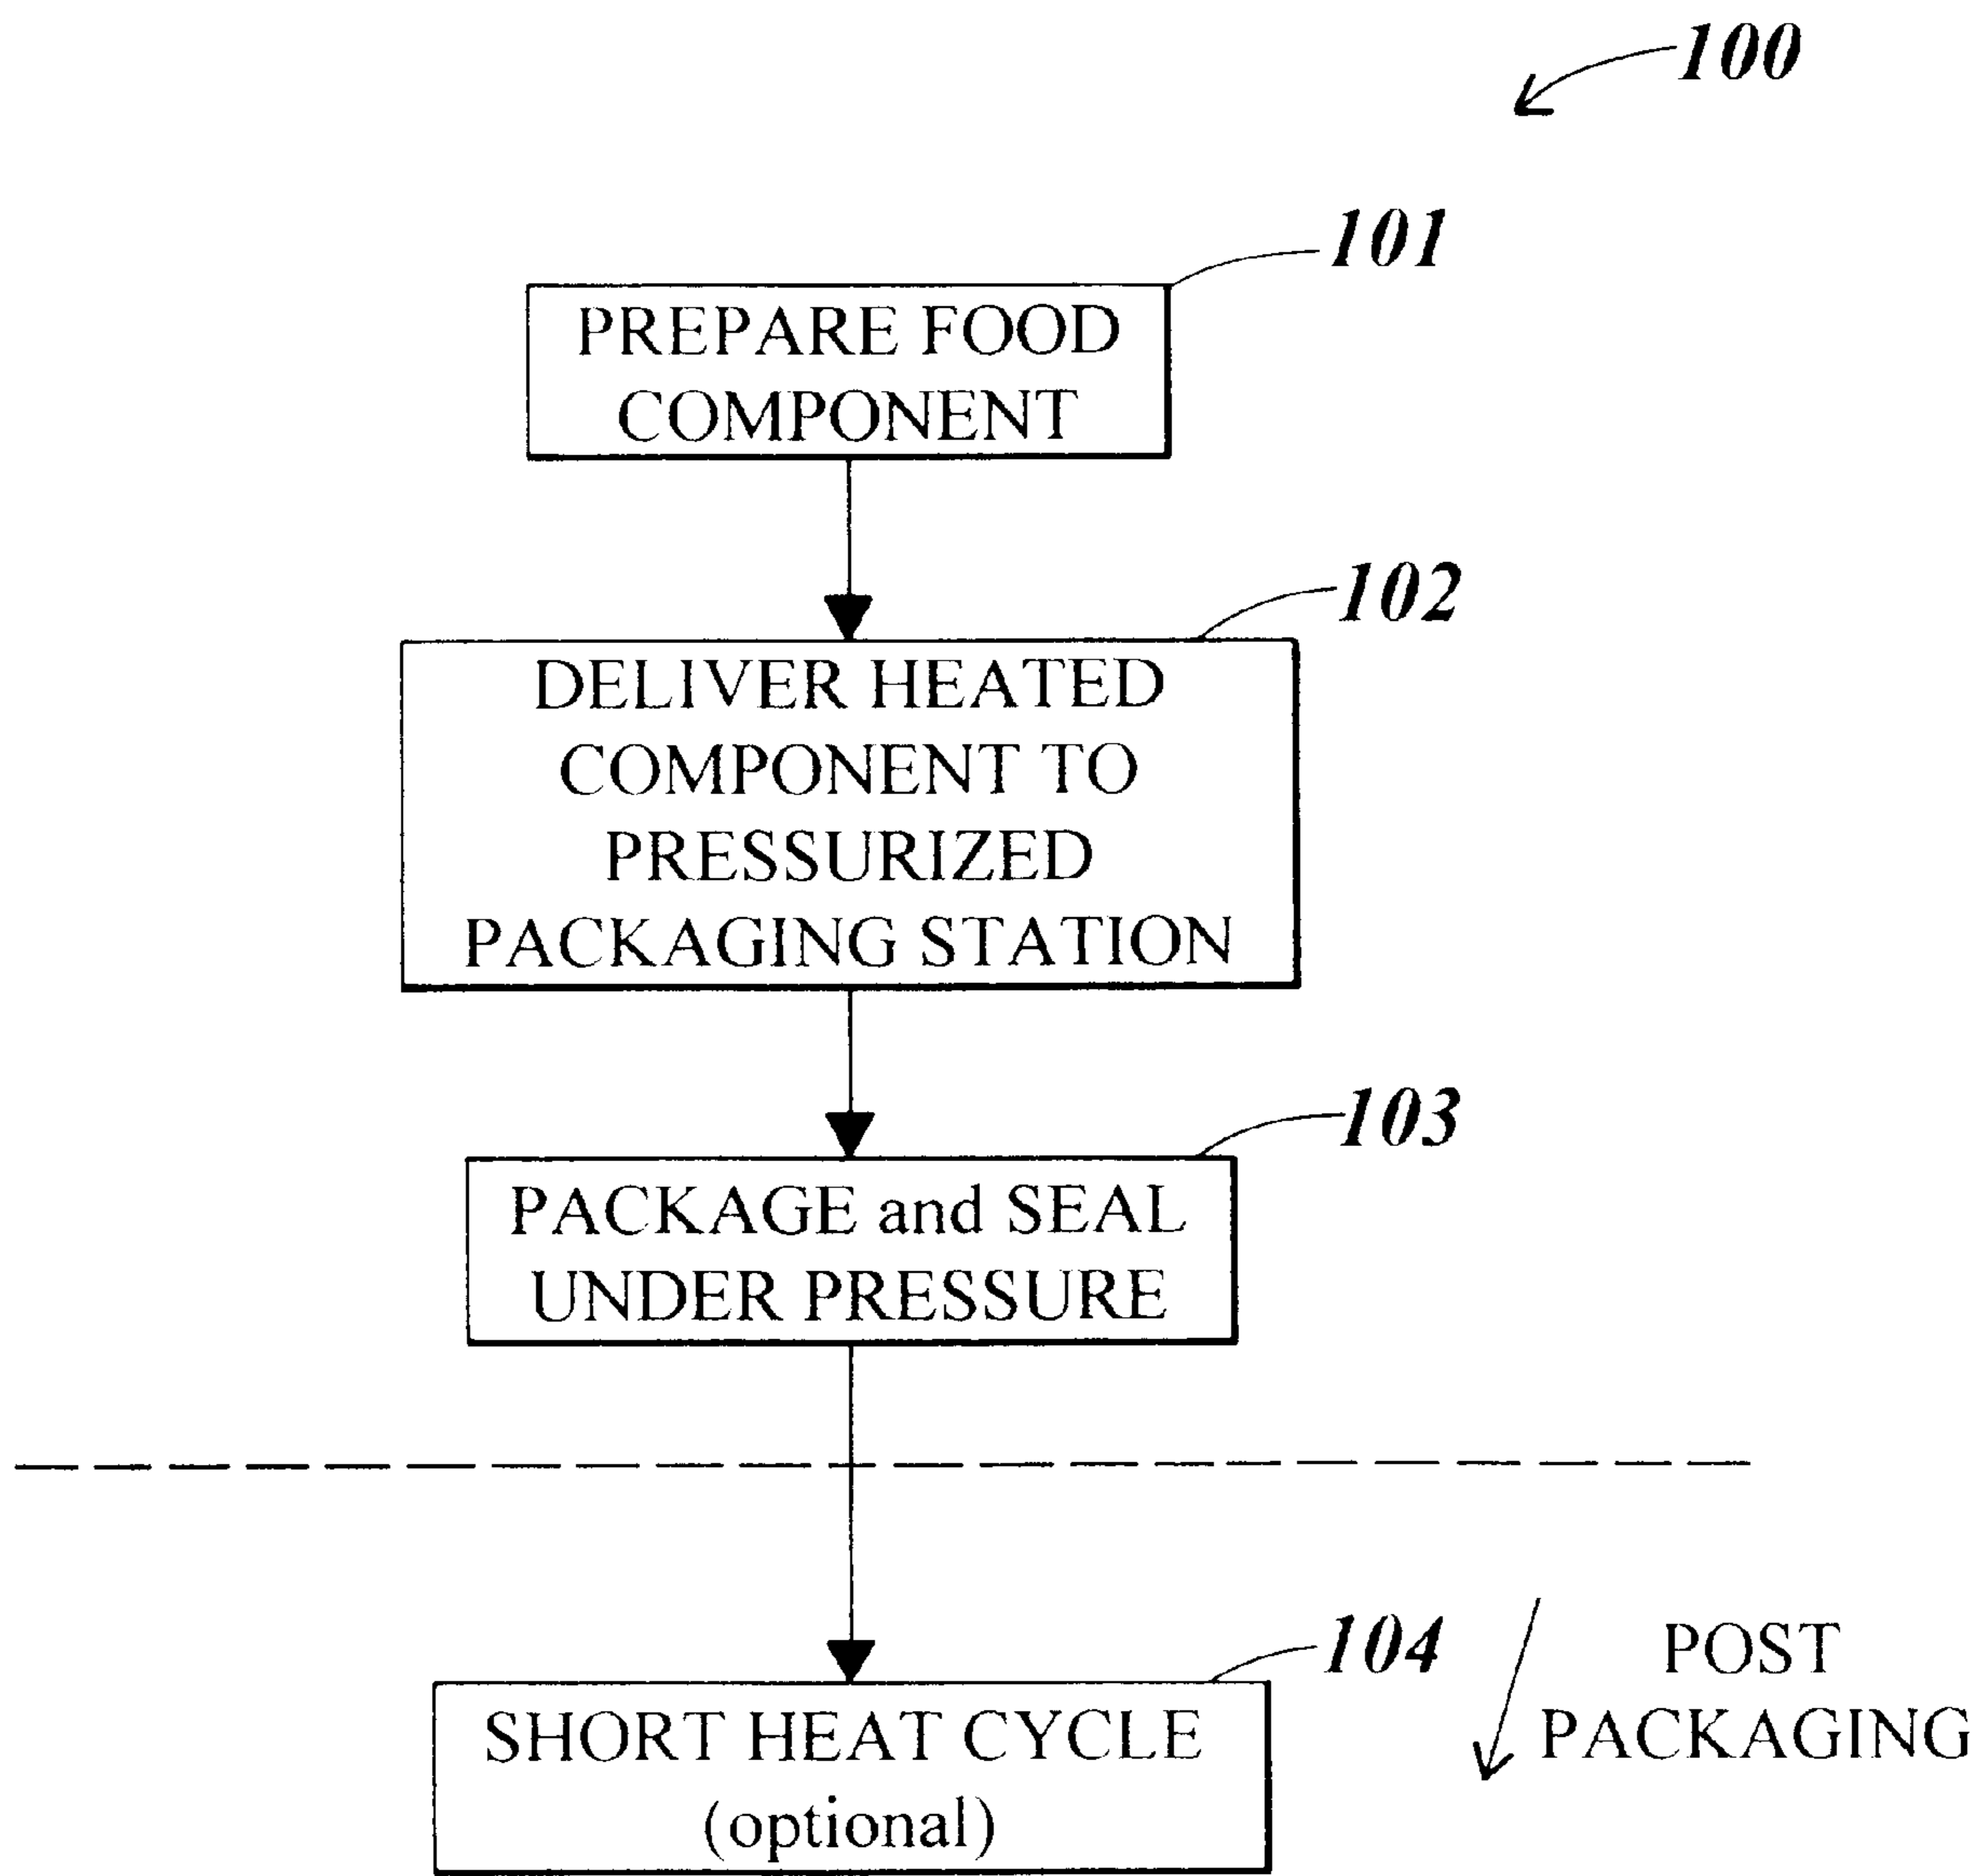 100
101
PREPARE FOOD
COMPONENT
102
DELIVER HEATED
COMPONENT TO
PRESSURIZED
PACKAGING STATION
103
PACKAGE and SEAL
UNDER PRESSURE
104
SHORT HEAT CYCLE
(optional)
POST
PACKAGING